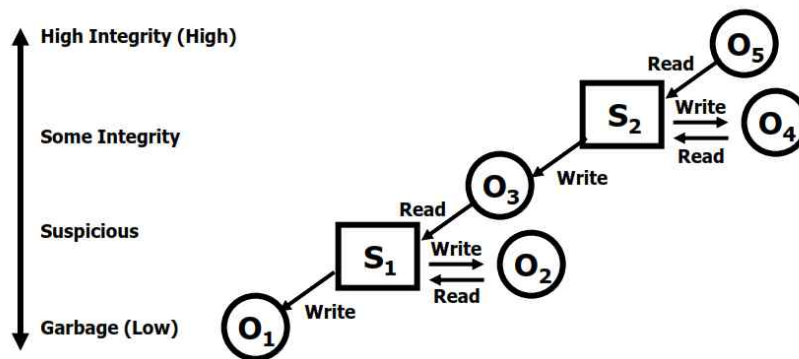 High Integrity (High)
O5
Read
S2
Write
O4
Some Integrity
Read
Write
O3
Read
Suspicious
S1
Write
O2
Read
Write
O1
Garbage (Low)